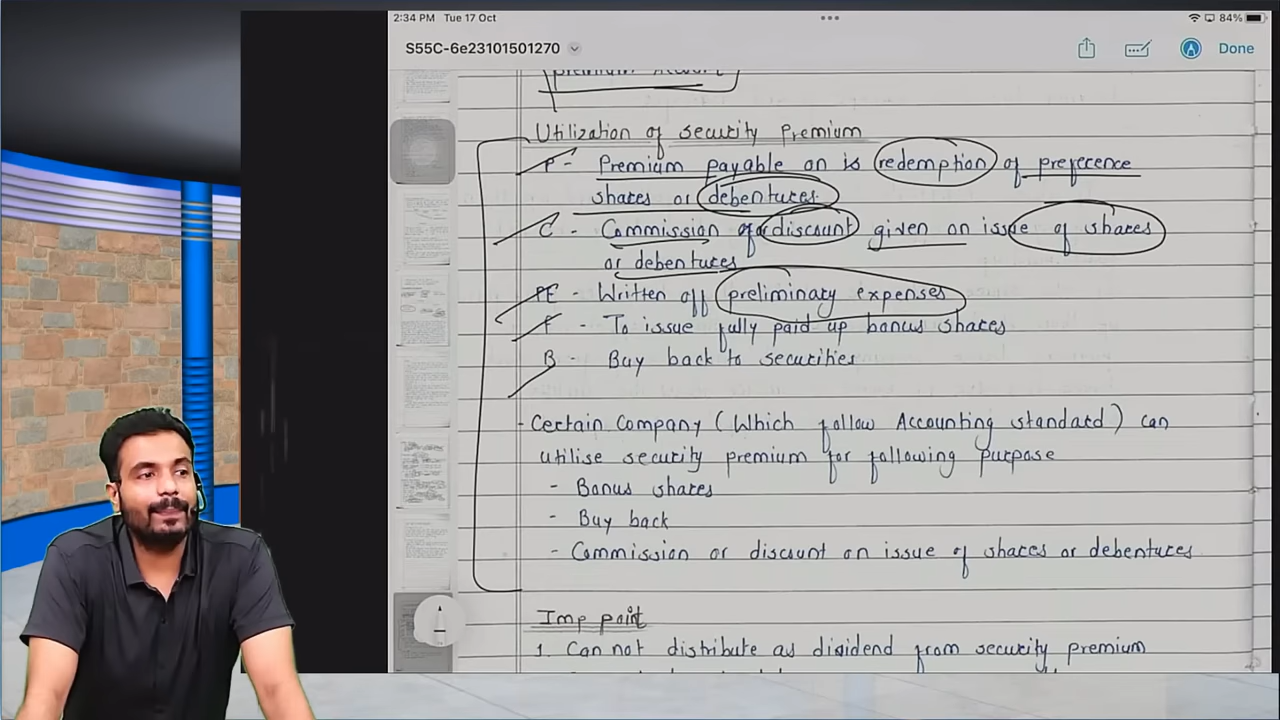 2:34 PM Tue 17 Oct
84%
S55C-6e23101501270
Done
premium Account
Utilization of security premium
P - Premium payable on is redemption of preference
shares or debentures.
C - Commission of discount given on issue of shares
or debentures
PE - Written off preliminary expenses
F - To issue fully paid up bonus shares
B - Buy back to securities
- Certain Company (Which follow Accounting standard) can
utilise security premium for following purpose
- Bonus shares
- Buy back
- Commission or discount on issue of shares or debentures
Imp point
1. Can not distribute as dividend from security premium